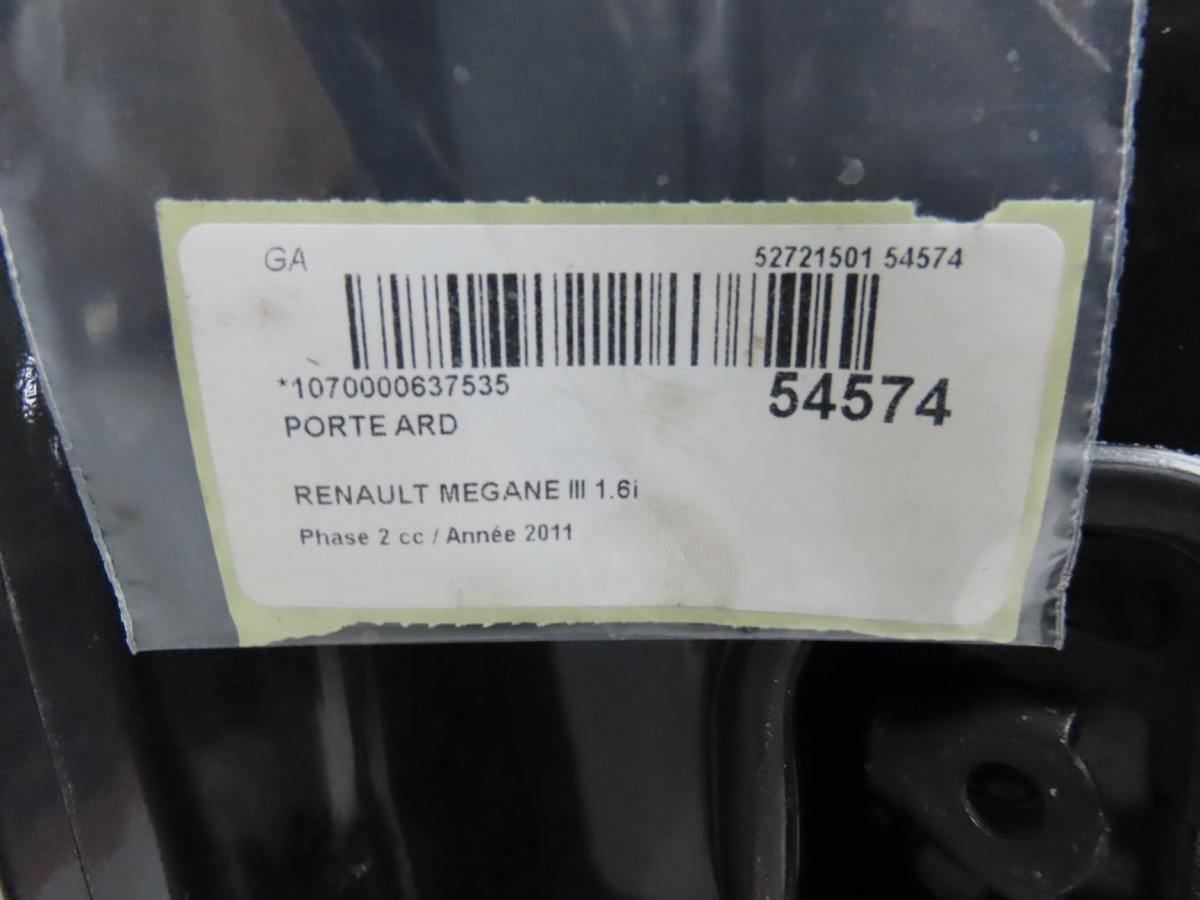 GA 52721501 54574
*1070000637535
54574
PORTE ARD
RENAULT MEGANE III 1.6i
Phase 2 cc / Année 2011